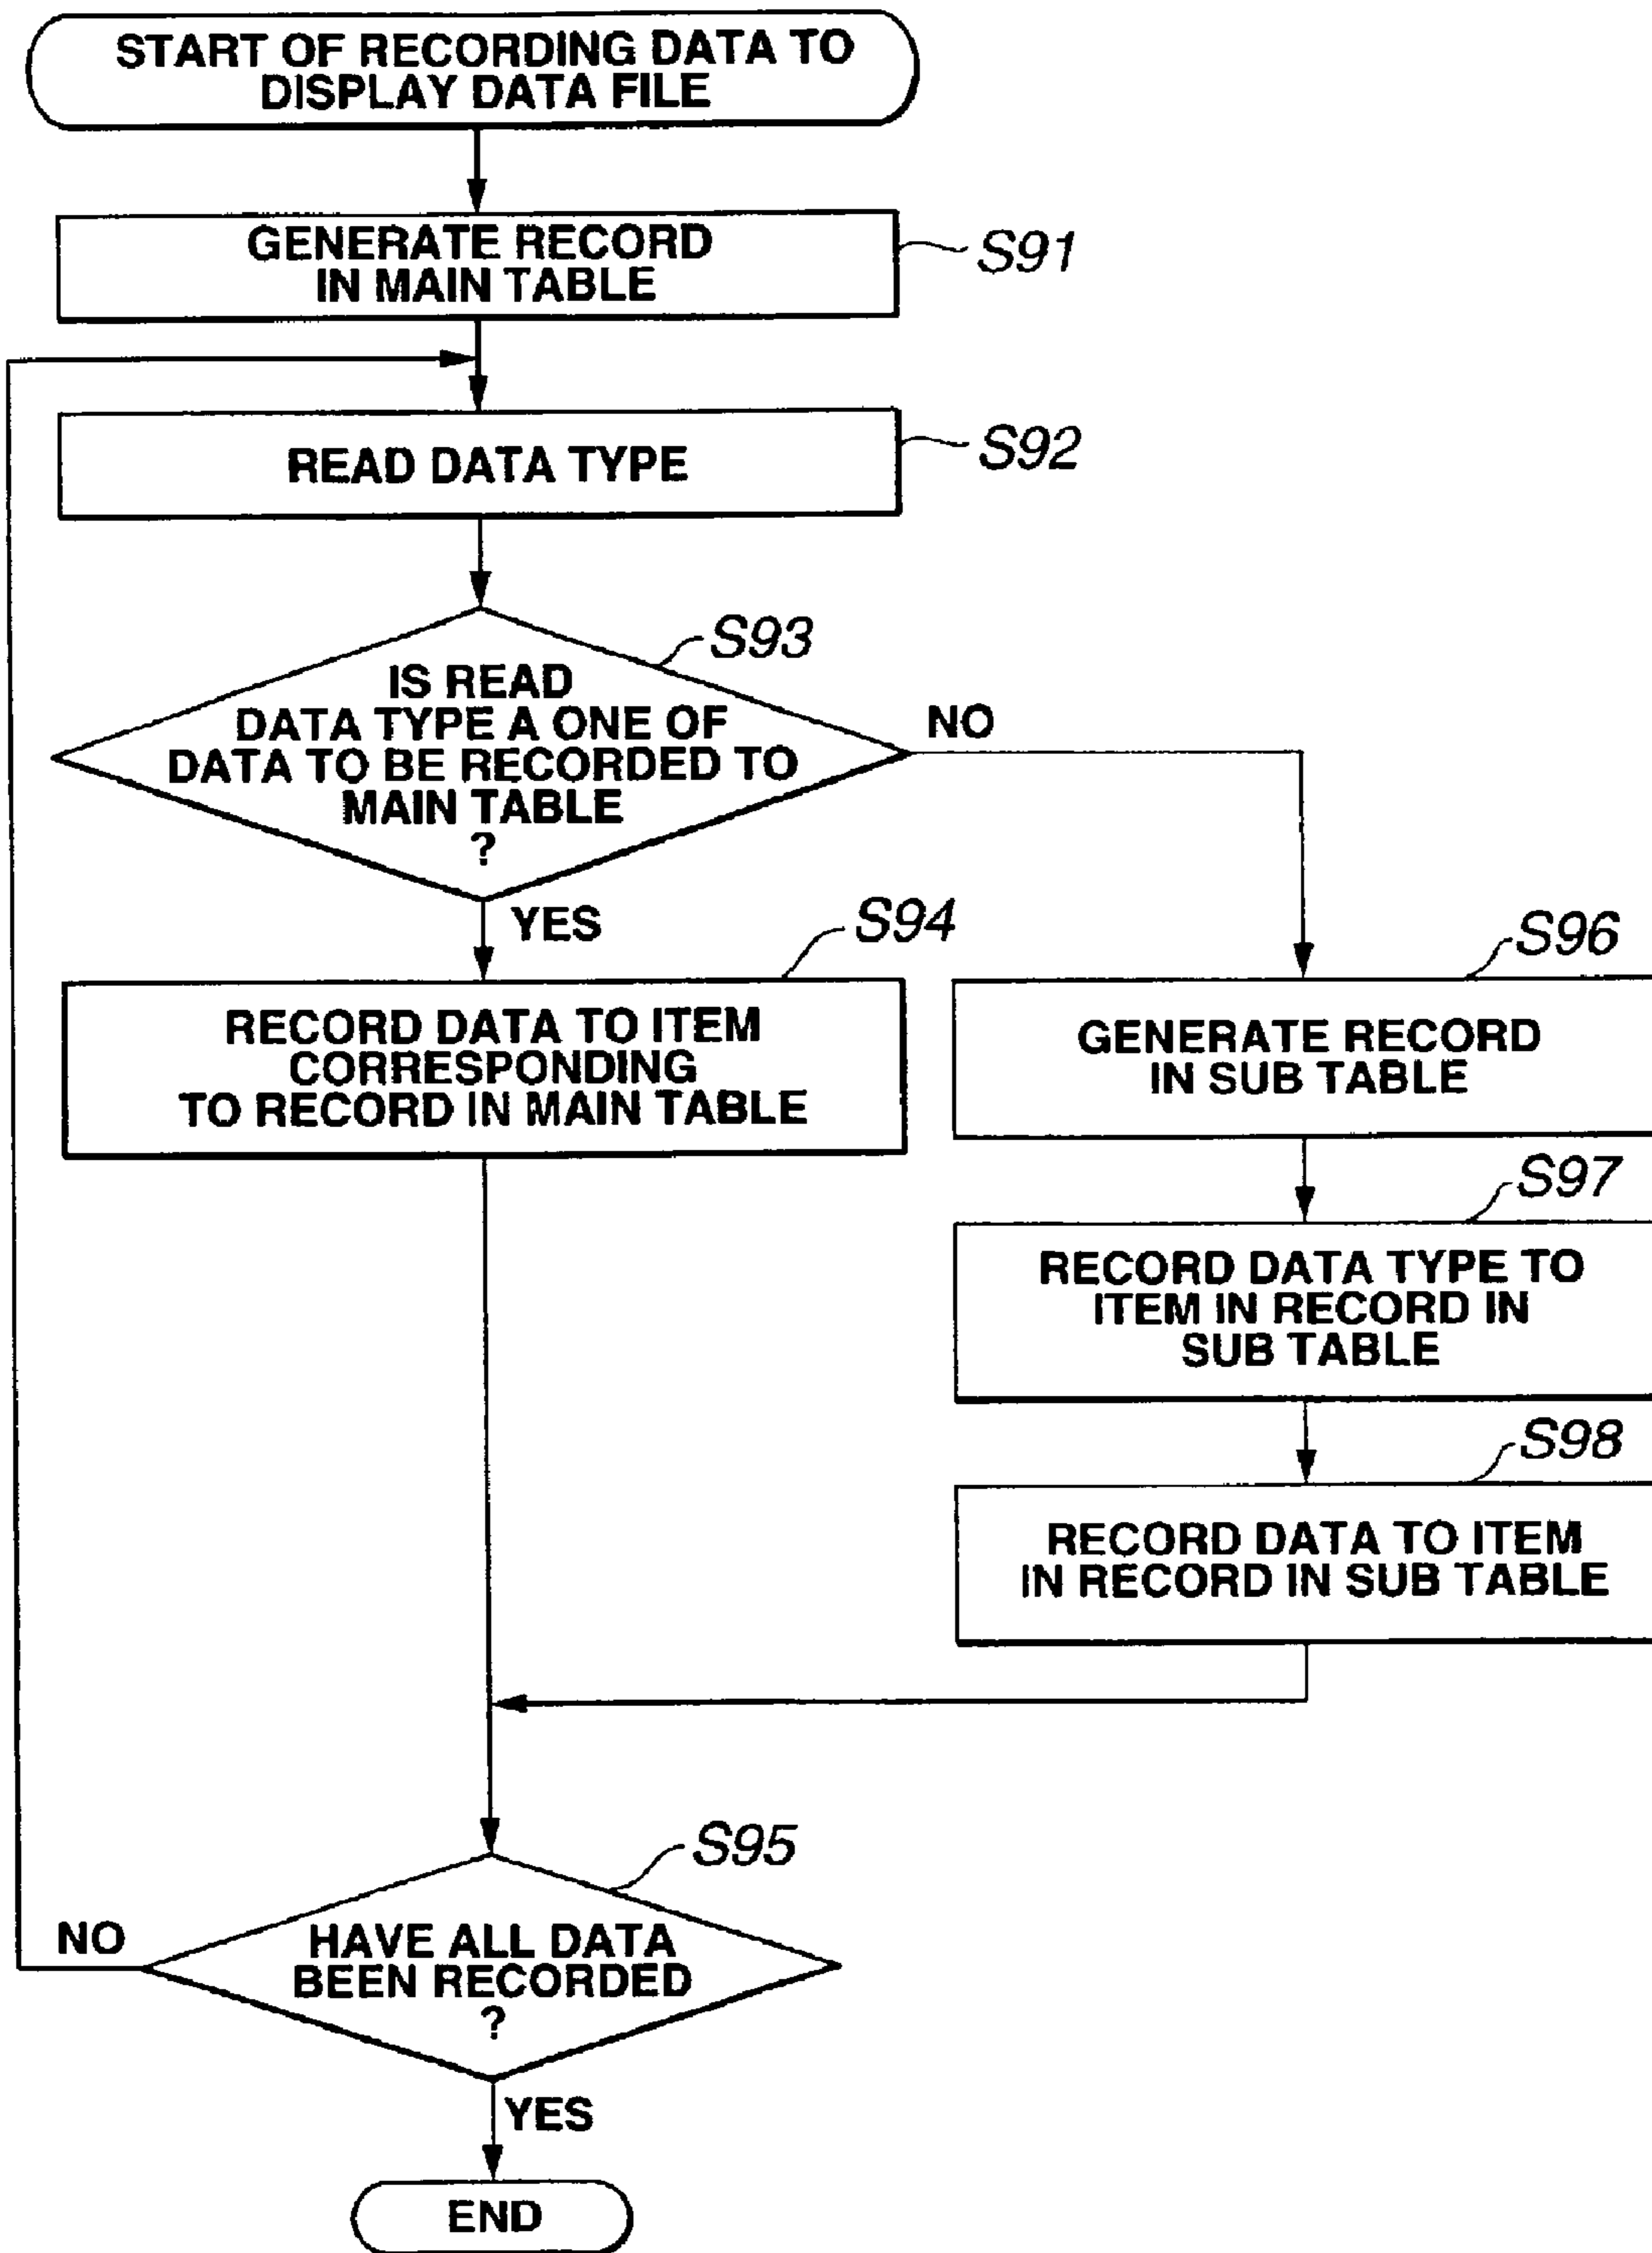 START OF RECORDING DATA TO
DISPLAY DATA FILE
GENERATE RECORD
IN MAIN TABLE
S91
READ DATA TYPE
S92
S93
IS READ
DATA TYPE A ONE OF
DATA TO BE RECORDED TO
MAIN TABLE
?
NO
YES
S94
RECORD DATA TO ITEM
CORRESPONDING
TO RECORD IN MAIN TABLE
S96
GENERATE RECORD
IN SUB TABLE
S97
RECORD DATA TYPE TO
ITEM IN RECORD IN
SUB TABLE
S98
RECORD DATA TO ITEM
IN RECORD IN SUB TABLE
S95
HAVE ALL DATA
BEEN RECORDED
?
NO
YES
END